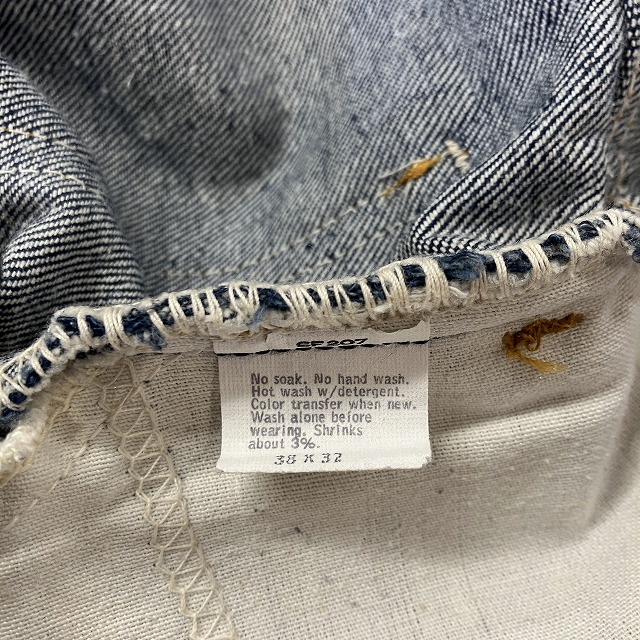 SF207
No soak. No hand wash.
Hot wash w/detergent.
Color transfer when new.
Wash alone before
wearing. Shrinks
about 3%.
38 X 32